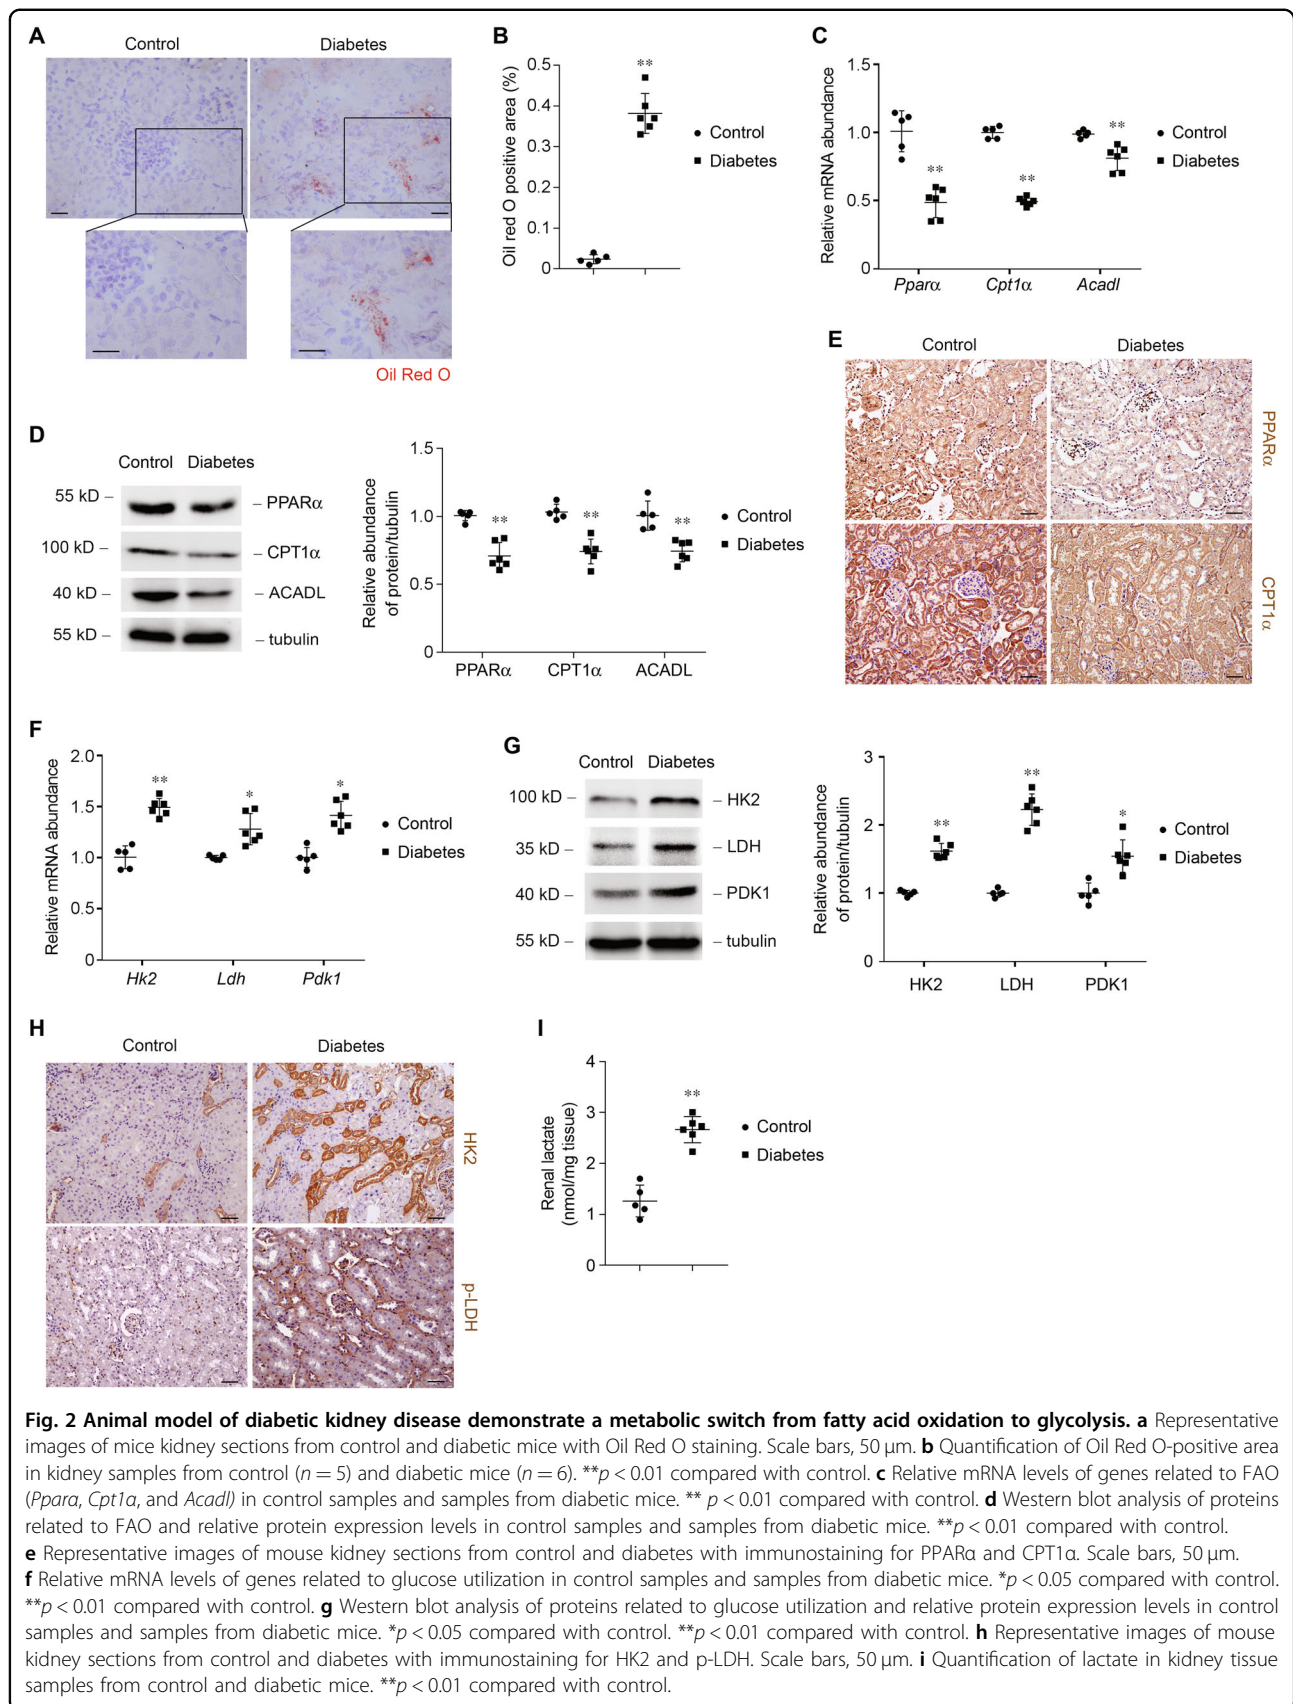 A
Control
Diabetes
Oil Red O
B
Oil red O positive area (%)
0.5
0.4
0.3
0.2
0.1
0
**
Control
Diabetes
C
Relative mRNA abundance
1.5
1.0
0.5
0
**
**
**
Pparα
Cpt1α
Acadl
Control
Diabetes
D
Control
Diabetes
55 kD
PPARα
100 kD
CPT1α
40 kD
ACADL
55 kD
tubulin
Relative abundance
of protein/tubulin
1.5
1.0
0.5
0
**
**
**
PPARα
CPT1α
ACADL
Control
Diabetes
E
Control
Diabetes
PPARα
CPT1α
F
Relative mRNA abundance
2.0
1.5
1.0
0.5
0
**
*
*
Hk2
Ldh
Pdk1
Control
Diabetes
G
Control
Diabetes
100 kD
HK2
35 kD
LDH
40 kD
PDK1
55 kD
tubulin
Relative abundance
of protein/tubulin
3
2
1
0
**
**
*
HK2
LDH
PDK1
Control
Diabetes
H
Control
Diabetes
HK2
p-LDH
I
Renal lactate
(nmol/mg tissue)
4
3
2
1
0
**
Control
Diabetes
Fig. 2 Animal model of diabetic kidney disease demonstrate a metabolic switch from fatty acid oxidation to glycolysis. a Representative
images of mice kidney sections from control and diabetic mice with Oil Red O staining. Scale bars, 50 μm. b Quantification of Oil Red O-positive area
in kidney samples from control (n = 5) and diabetic mice (n = 6). **p < 0.01 compared with control. c Relative mRNA levels of genes related to FAO
(Pparα, Cpt1α, and Acadl) in control samples and samples from diabetic mice. ** p < 0.01 compared with control. d Western blot analysis of proteins
related to FAO and relative protein expression levels in control samples and samples from diabetic mice. **p < 0.01 compared with control.
e Representative images of mouse kidney sections from control and diabetes with immunostaining for PPARα and CPT1α. Scale bars, 50 μm.
f Relative mRNA levels of genes related to glucose utilization in control samples and samples from diabetic mice. *p < 0.05 compared with control.
**p < 0.01 compared with control. g Western blot analysis of proteins related to glucose utilization and relative protein expression levels in control
samples and samples from diabetic mice. *p < 0.05 compared with control. **p < 0.01 compared with control. h Representative images of mouse
kidney sections from control and diabetes with immunostaining for HK2 and p-LDH. Scale bars, 50 μm. i Quantification of lactate in kidney tissue
samples from control and diabetic mice. **p < 0.01 compared with control.